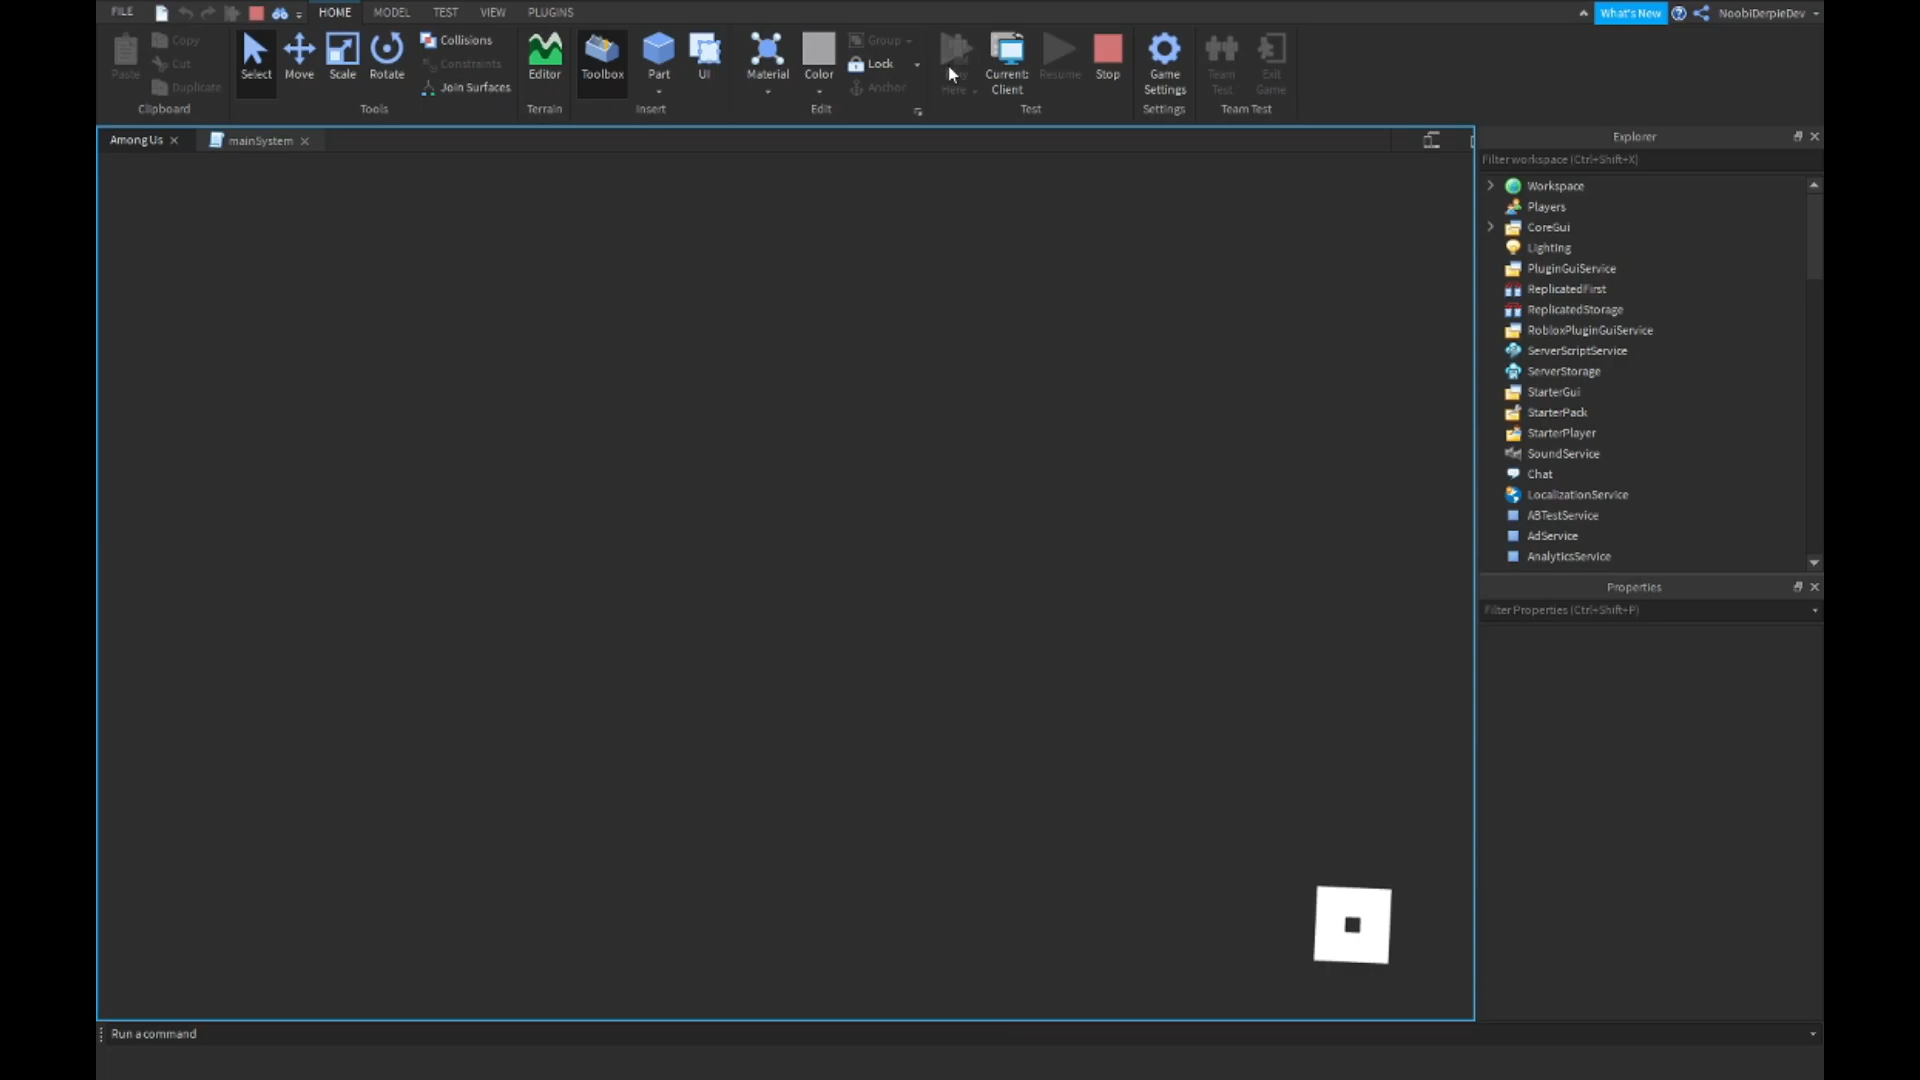 FILE HOME MODEL TEST VIEW PLUGINS What's New NoobiDerpieDev
Paste Copy Cut Duplicate
Clipboard
Select Move Scale Rotate Collisions Constraints Join Surfaces
Tools
Editor
Terrain
Toolbox Part UI
Insert
Material Color Group Lock Anchor
Edit
Here Current: Client Resume Stop
Test
Game Settings
Settings
Team Test Exit Game
Team Test
Among Us mainSystem
Explorer
Filter workspace (Ctrl+Shift+X)
Workspace
Players
CoreGui
Lighting
PluginGuiService
ReplicatedFirst
ReplicatedStorage
RobloxPluginGuiService
ServerScriptService
ServerStorage
StarterGui
StarterPack
StarterPlayer
SoundService
Chat
LocalizationService
ABTestService
AdService
AnalyticsService
Properties
Filter Properties (Ctrl+Shift+P)
Run a command